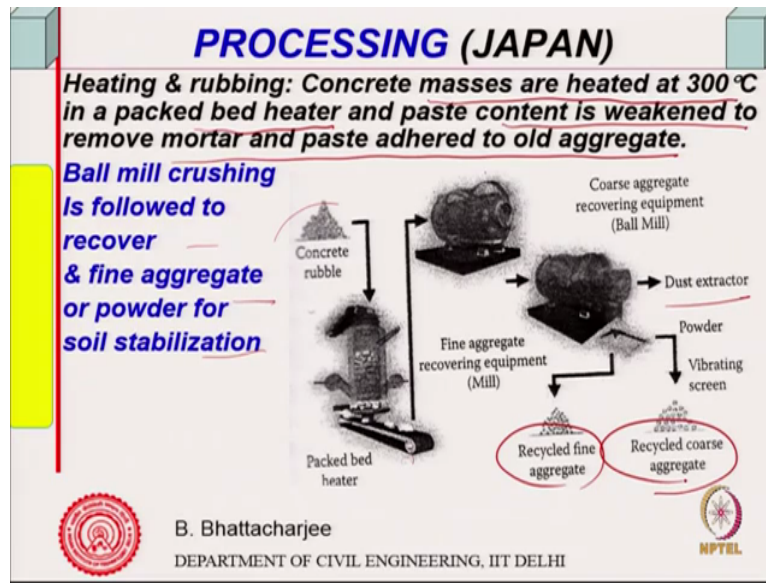 PROCESSING (JAPAN)
Heating & rubbing: Concrete masses are heated at 300°C
in a packed bed heater and paste content is weakened to
remove mortar and paste adhered to old aggregate.
Ball mill crushing
Is followed to
recover
& fine aggregate
or powder for
soil stabilization
Concrete
rubble
Coarse aggregate
recovering equipment
(Ball Mill)
Dust extractor
Powder
Vibrating
screen
Fine aggregate
recovering equipment
(Mill)
Packed bed
heater
Recycled fine
aggregate
Recycled coarse
aggregate
B. Bhattacharjee
DEPARTMENT OF CIVIL ENGINEERING, IIT DELHI
NPTEL